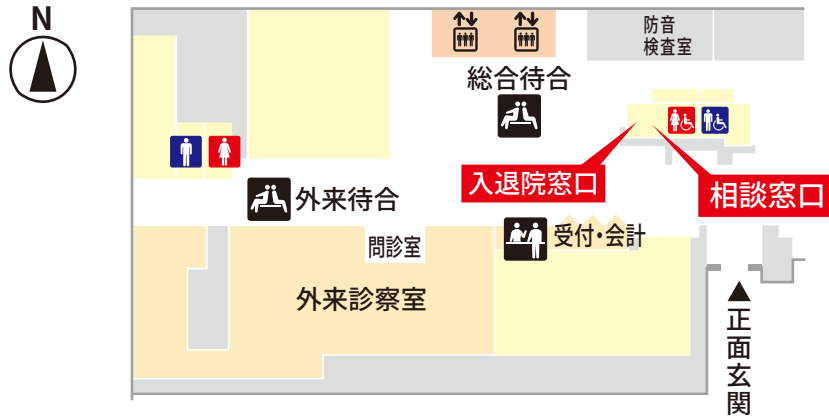 N
防音
検査室
総合待合
入退院窓口
相談窓口
外来待合
問診室
受付・会計
外来診察室
▲正面玄関